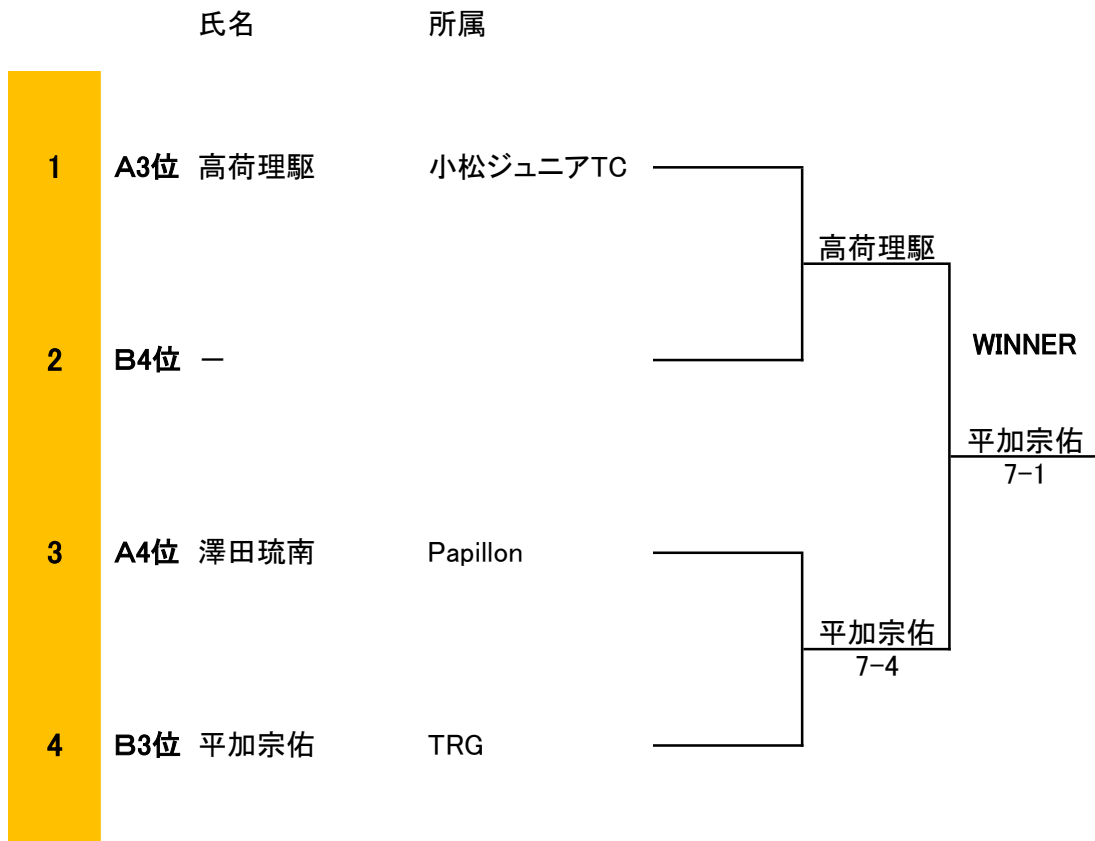 氏名 所属
1 A3位 高荷理駆 小松ジュニアTC
高荷理駆
2 B4位 －
WINNER
平加宗佑
7-1
3 A4位 澤田琉南 Papillon
平加宗佑
7-4
4 B3位 平加宗佑 TRG